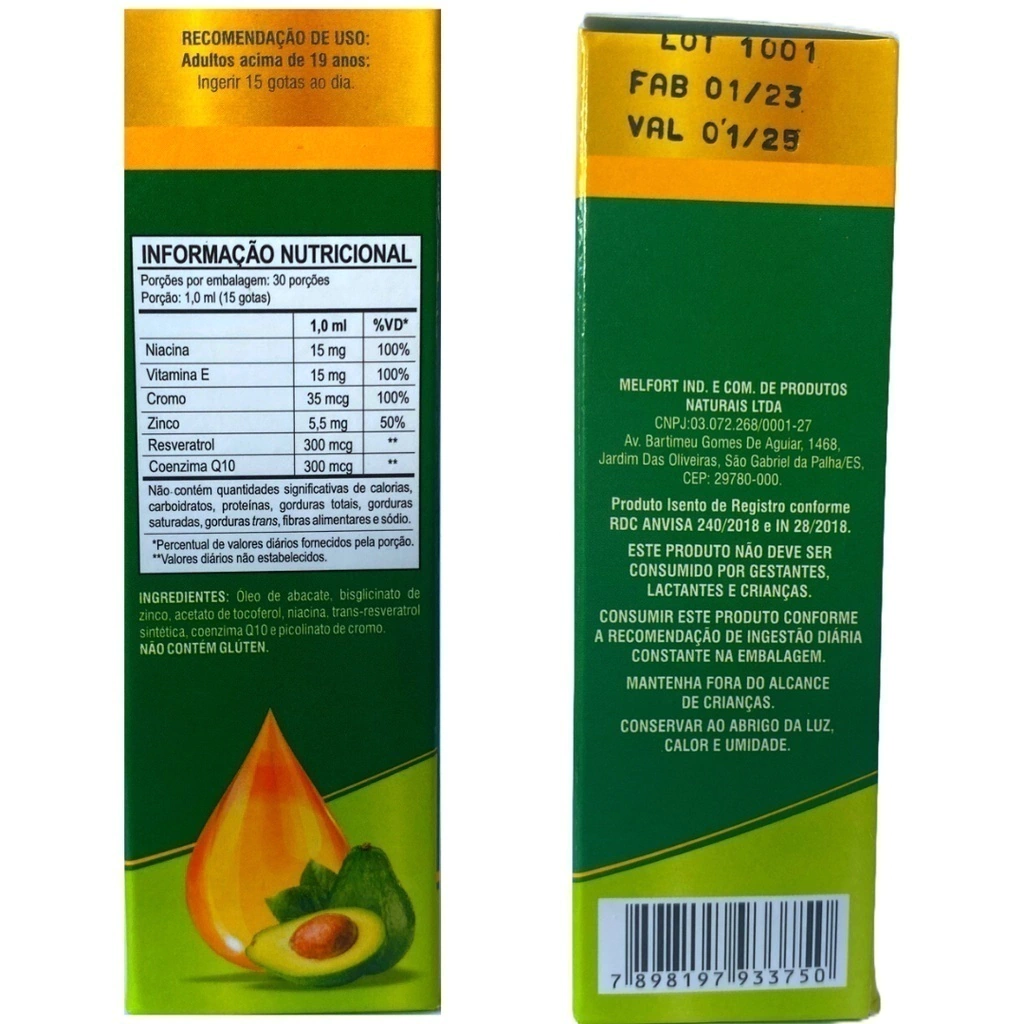 RECOMENDAÇÃO DE USO:
Adultos acima de 19 anos:
Ingerir 15 gotas ao dia.
INFORMAÇÃO NUTRICIONAL
Porções por embalagem: 30 porções
Porção: 1,0 ml (15 gotas)
1,0 ml %VD*
Niacina 15 mg 100%
Vitamina E 15 mg 100%
Cromo 35 mcg 100%
Zinco 5,5 mg 50%
Resveratrol 300 mcg **
Coenzima Q10 300 mcg **
Não contém quantidades significativas de calorias,
carboidratos, proteínas, gorduras totais, gorduras
saturadas, gorduras trans, fibras alimentares e sódio.
*Percentual de valores diários fornecidos pela porção.
**Valores diários não estabelecidos.
INGREDIENTES: Óleo de abacate, bisglicinato de
zinco, acetato de tocoferol, niacina, trans-resveratrol
sintética, coenzima Q10 e picolinato de cromo.
NÃO CONTÉM GLÚTEN.
LOT 1001
FAB 01/23
VAL 01/25
MELFORT IND. E COM. DE PRODUTOS
NATURAIS LTDA
CNPJ:03.072.268/0001-27
Av. Bartimeu Gomes De Aguiar, 1468,
Jardim Das Oliveiras, São Gabriel da Palha/ES,
CEP: 29780-000.
Produto Isento de Registro conforme
RDC ANVISA 240/2018 e IN 28/2018.
ESTE PRODUTO NÃO DEVE SER
CONSUMIDO POR GESTANTES,
LACTANTES E CRIANÇAS.
CONSUMIR ESTE PRODUTO CONFORME
A RECOMENDAÇÃO DE INGESTÃO DIÁRIA
CONSTANTE NA EMBALAGEM.
MANTENHA FORA DO ALCANCE
DE CRIANÇAS.
CONSERVAR AO ABRIGO DA LUZ,
CALOR E UMIDADE.
7 898197 933750